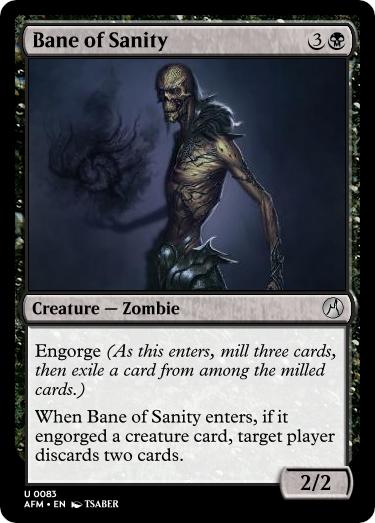 Bane of Sanity 3
Creature — Zombie
Engorge (As this enters, mill three cards,
then exile a card from among the milled
cards.)
When Bane of Sanity enters, if it
engorged a creature card, target player
discards two cards.
2/2
U 0083
AFM • EN TSABER